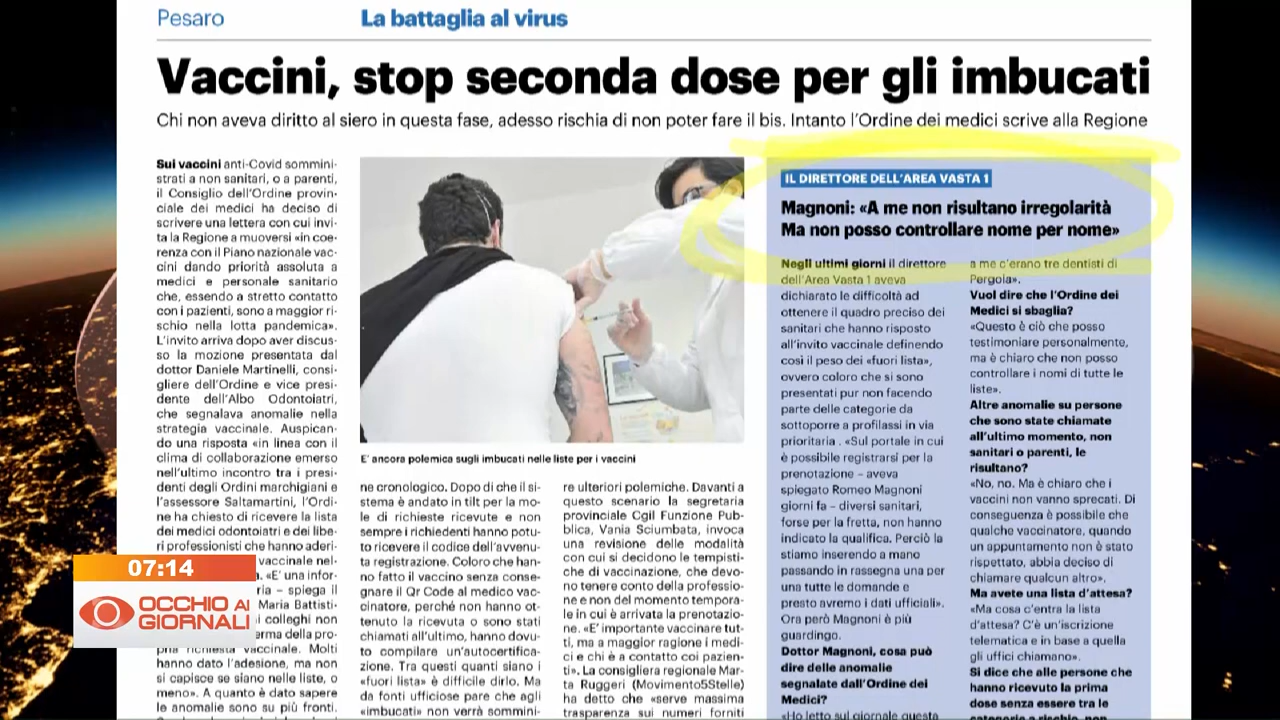 Pesaro
La battaglia al virus
Vaccini, stop seconda dose per gli imbucati
Chi non aveva diritto al siero in questa fase, adesso rischia di non poter fare il bis. Intanto l'Ordine dei medici scrive alla Regione
Sui vaccini anti-Covid sommini-
strati a non sanitari, o a parenti,
il Consiglio dell'Ordine provin-
ciale dei medici ha deciso di
scrivere una lettera con cui invi-
ta la Regione a muoversi «in coe-
renza con il Piano nazionale vac-
cini dando priorità assoluta a
medici e personale sanitario
che, essendo a stretto contatto
con i pazienti, sono a maggior ri-
schio nella lotta pandemica».
L'invito arriva dopo aver discus-
so la mozione presentata dal
dottor Daniele Martinelli, consi-
gliere dell'Ordine e vice presi-
dente dell'Albo Odontoiatri,
che segnalava anomalie nella
strategia vaccinale. Auspican-
do una risposta «in linea con il
clima di collaborazione emerso
nell'ultimo incontro tra i presi-
denti degli Ordini marchigiani e
l'assessore Saltamartini, l'Ordi-
ne ha chiesto di ricevere la lista
dei medici odontoiatri e dei libe-
ri professionisti che hanno aderi-
vaccinale nel-
. «E' una infor-
ria – spiega il
Maria Battisti-
i colleghi non
erma della pro-
pria richiesta vaccinale. Molti
hanno dato l'adesione, ma non
si capisce se siano nelle liste, o
meno». A quanto è dato sapere
le anomalie sono su più fronti.
E' ancora polemica sugli imbucati nelle liste per i vaccini
ne cronologico. Dopo di che il si-
stema è andato in tilt per la mo-
le di richieste ricevute e non
sempre i richiedenti hanno potu-
to ricevere il codice dell'avvenu-
ta registrazione. Coloro che han-
no fatto il vaccino senza conse-
gnare il Qr Code al medico vac-
cinatore, perché non hanno ot-
tenuto la ricevuta o sono stati
chiamati all'ultimo, hanno dovu-
to compilare un'autocertifica-
zione. Tra questi quanti siano i
«fuori lista» è difficile dirlo. Ma
da fonti ufficiose pare che agli
«imbucati» non verrà sommini-
re ulteriori polemiche. Davanti a
questo scenario la segretaria
provinciale Cgil Funzione Pub-
blica, Vania Sciumbata, invoca
una revisione delle modalità
con cui si decidono le tempisti-
che di vaccinazione, che devo-
no tenere conto della professio-
ne e non del momento tempora-
le in cui è arrivata la prenotazio-
ne. «E' importante vaccinare tut-
ti, ma a maggior ragione i medi-
ci e chi è a contatto coi pazien-
ti». La consigliera regionale Mar-
ta Ruggeri (Movimento5Stelle)
ha detto che «serve massima
trasparenza sui numeri forniti
IL DIRETTORE DELL'AREA VASTA 1
Magnoni: «A me non risultano irregolarità
Ma non posso controllare nome per nome»
Negli ultimi giorni il direttore
dell'Area Vasta 1 aveva
dichiarato le difficoltà ad
ottenere il quadro preciso dei
sanitari che hanno risposto
all'invito vaccinale definendo
così il peso dei «fuori lista»,
ovvero coloro che si sono
presentati pur non facendo
parte delle categorie da
sottoporre a profilassi in via
prioritaria . «Sul portale in cui
è possibile registrarsi per la
prenotazione – aveva
spiegato Romeo Magnoni
giorni fa – diversi sanitari,
forse per la fretta, non hanno
indicato la qualifica. Perciò la
stiamo inserendo a mano
passando in rassegna una per
una tutte le domande e
presto avremo i dati ufficiali».
Ora però Magnoni è più
guardingo.
Dottor Magnoni, cosa può
dire delle anomalie
segnalate dall'Ordine dei
Medici?
«Ho letto sul giornale questa
a me c'erano tre dentisti di
Pergola».
Vuol dire che l'Ordine dei
Medici si sbaglia?
«Questo è ciò che posso
testimoniare personalmente,
ma è chiaro che non posso
controllare i nomi di tutte le
liste».
Altre anomalie su persone
che sono state chiamate
all'ultimo momento, non
sanitari o parenti, le
risultano?
«No, no. Ma è chiaro che i
vaccini non vanno sprecati. Di
conseguenza è possibile che
qualche vaccinatore, quando
un appuntamento non è stato
rispettato, abbia deciso di
chiamare qualcun altro».
Ma avete una lista d'attesa?
«Ma cosa c'entra la lista
d'attesa? C'è un'iscrizione
telematica e in base a quella
gli uffici chiamano».
Si dice che alle persone che
hanno ricevuto la prima
dose senza essere tra le
categorie a rischio, non
07:14
OCCHIO AI
GIORNALI